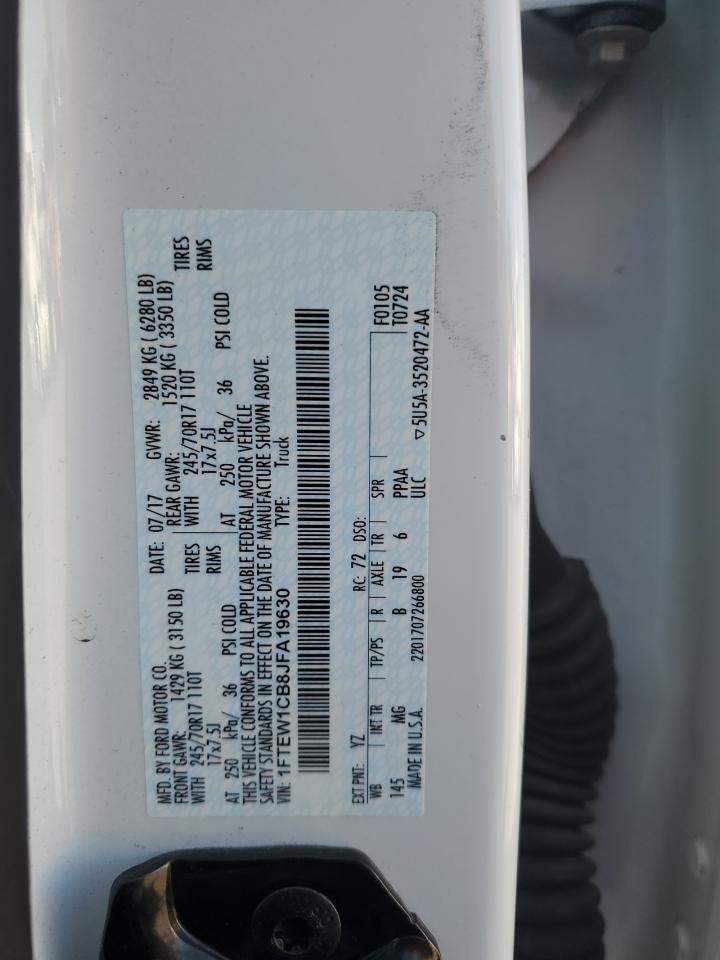 MFD. BY FORD MOTOR CO. DATE: 07/17 GVWR: 2849 KG ( 6280 LB)
FRONT GAWR: 1429 KG ( 3150 LB) REAR GAWR: 1520 KG ( 3350 LB)
WITH 245/70R17 110T TIRES WITH 245/70R17 110T TIRES
17x7.5J RIMS 17x7.5J RIMS
AT 250 kPa/ 36 PSI COLD AT 250 kPa/ 36 PSI COLD
THIS VEHICLE CONFORMS TO ALL APPLICABLE FEDERAL MOTOR VEHICLE
SAFETY STANDARDS IN EFFECT ON THE DATE OF MANUFACTURE SHOWN ABOVE.
VIN: 1FTEW1CB8JFA19630 TYPE: Truck
EXT PNT: YZ RC: 72 DSO: F0105
WB INT TR TP/PS R AXLE TR SPR T0724
145 MG B 19 6 PPAA
MADE IN U.S.A. 2201707266800 ULC ▽5U5A-3520472-AA